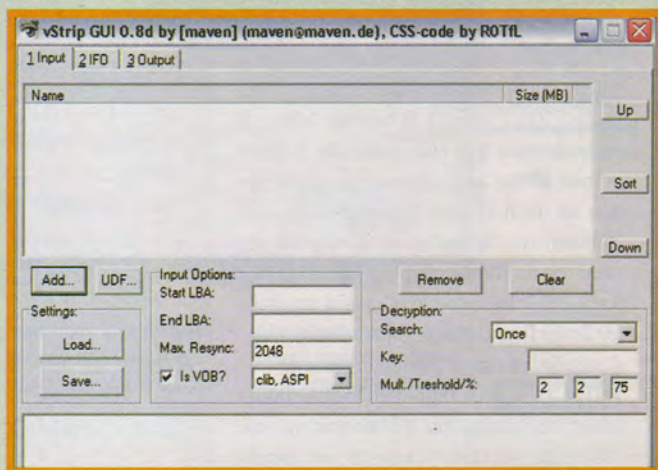 vStrip GUI 0.8d by [maven] (maven@maven.de), CSS-code by R0TfL
1 Input 2 IFO 3 Output
Name Size (MB)
Up
Sort
Down
Add... UDF... Remove Clear
Input Options:
Start LBA:
End LBA:
Max. Resync: 2048
Is VOB? clib, ASPI
Settings:
Load...
Save...
Decryption:
Search: Once
Key:
Mult./Treshold/%: 2 2 75